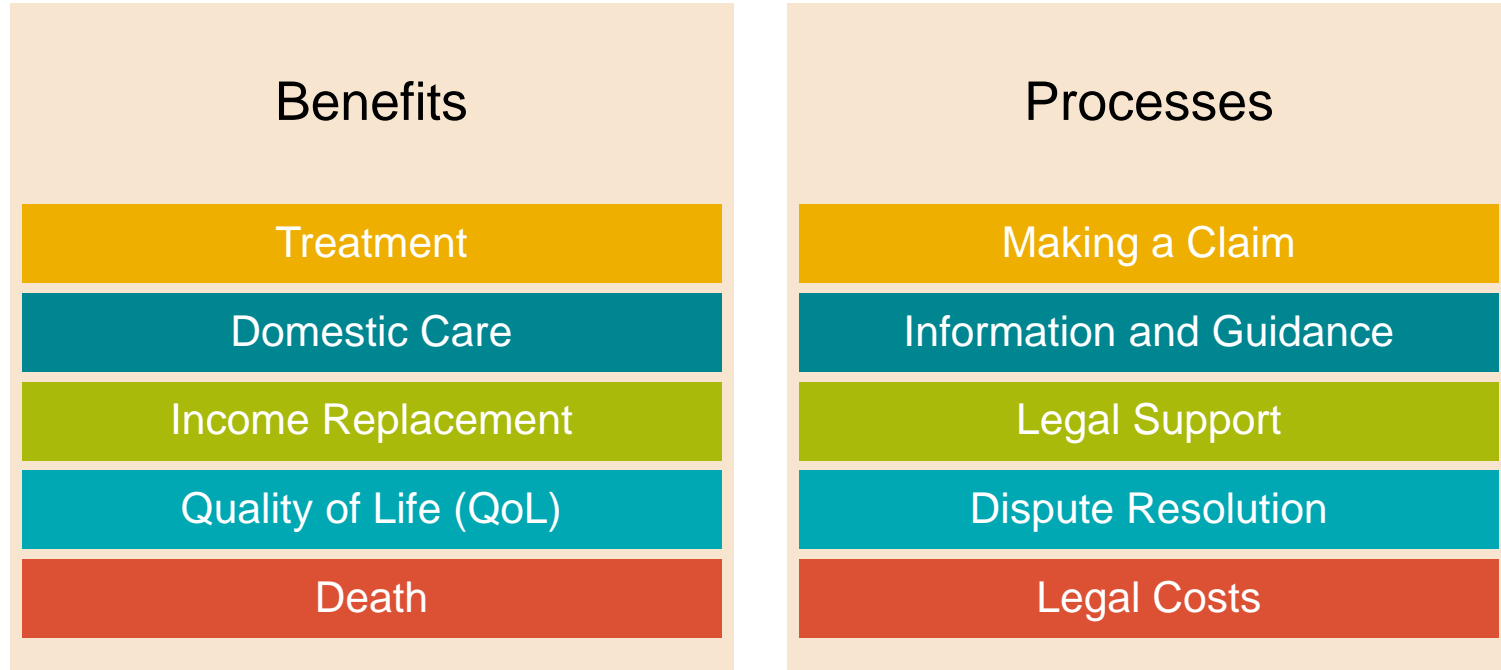 Benefits
Treatment
Domestic Care
Income Replacement
Quality of Life (QoL)
Death
Processes
Making a Claim
Information and Guidance
Legal Support
Dispute Resolution
Legal Costs